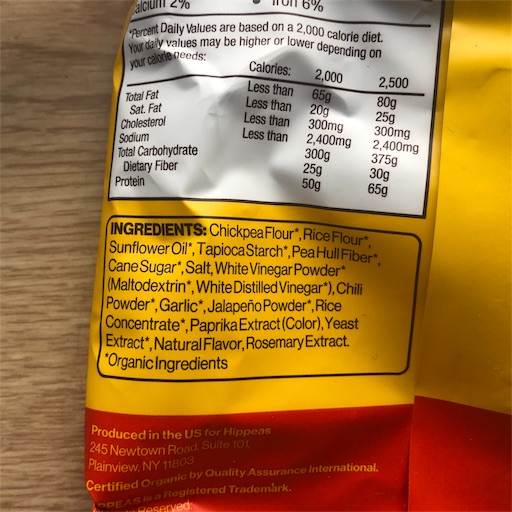 alcium 2% Iron 6%
*Percent Daily Values are based on a 2,000 calorie diet.
Your daily values may be higher or lower depending on
your calorie needs:
Calories: 2,000 2,500
Total Fat Less than 65g 80g
Sat. Fat Less than 20g 25g
Cholesterol Less than 300mg 300mg
Sodium Less than 2,400mg 2,400mg
Total Carbohydrate 300g 375g
Dietary Fiber 25g 30g
Protein 50g 65g
INGREDIENTS: Chickpea Flour*, Rice Flour*,
Sunflower Oil*, Tapioca Starch*, Pea Hull Fiber*,
Cane Sugar*, Salt, White Vinegar Powder*
(Maltodextrin*, White Distilled Vinegar*), Chili
Powder*, Garlic*, Jalapeño Powder*, Rice
Concentrate*, Paprika Extract (Color), Yeast
Extract*, Natural Flavor, Rosemary Extract.
*Organic Ingredients
Produced in the US for Hippeas
245 Newtown Road, Suite 101,
Plainview, NY 11803
Certified Organic by Quality Assurance International.
PPEAS is a Registered Trademark.
Reserved.